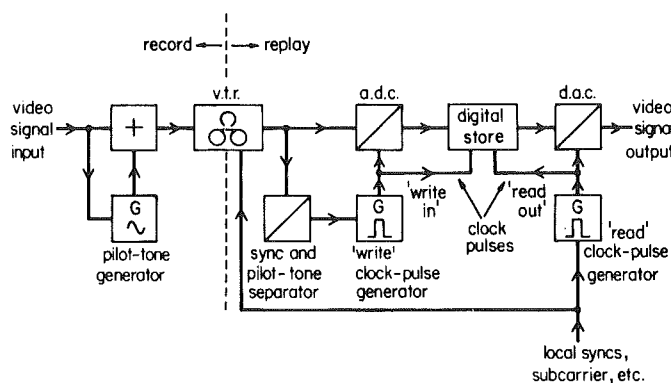 record
replay
v.t.r.
a.d.c.
d.a.c.
video
signal
input
+
digital
store
video
signal
output
G
pilot-tone
generator
sync and
pilot-tone
separator
G
'write'
clock-pulse
generator
'write
in'
clock
pulses
'read
out'
G
'read'
clock-pulse
generator
local syncs,
subcarrier, etc.